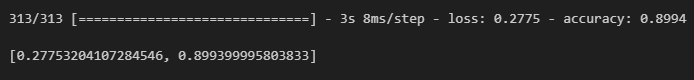 313/313 [==============================] - 3s 8ms/step - loss: 0.2775 - accuracy: 0.8994
[0.27753204107284546, 0.899399995803833]